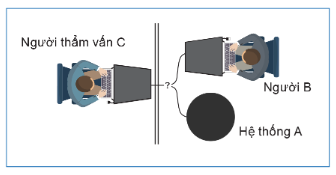 Người thẩm vấn C
?
Người B
Hệ thống A